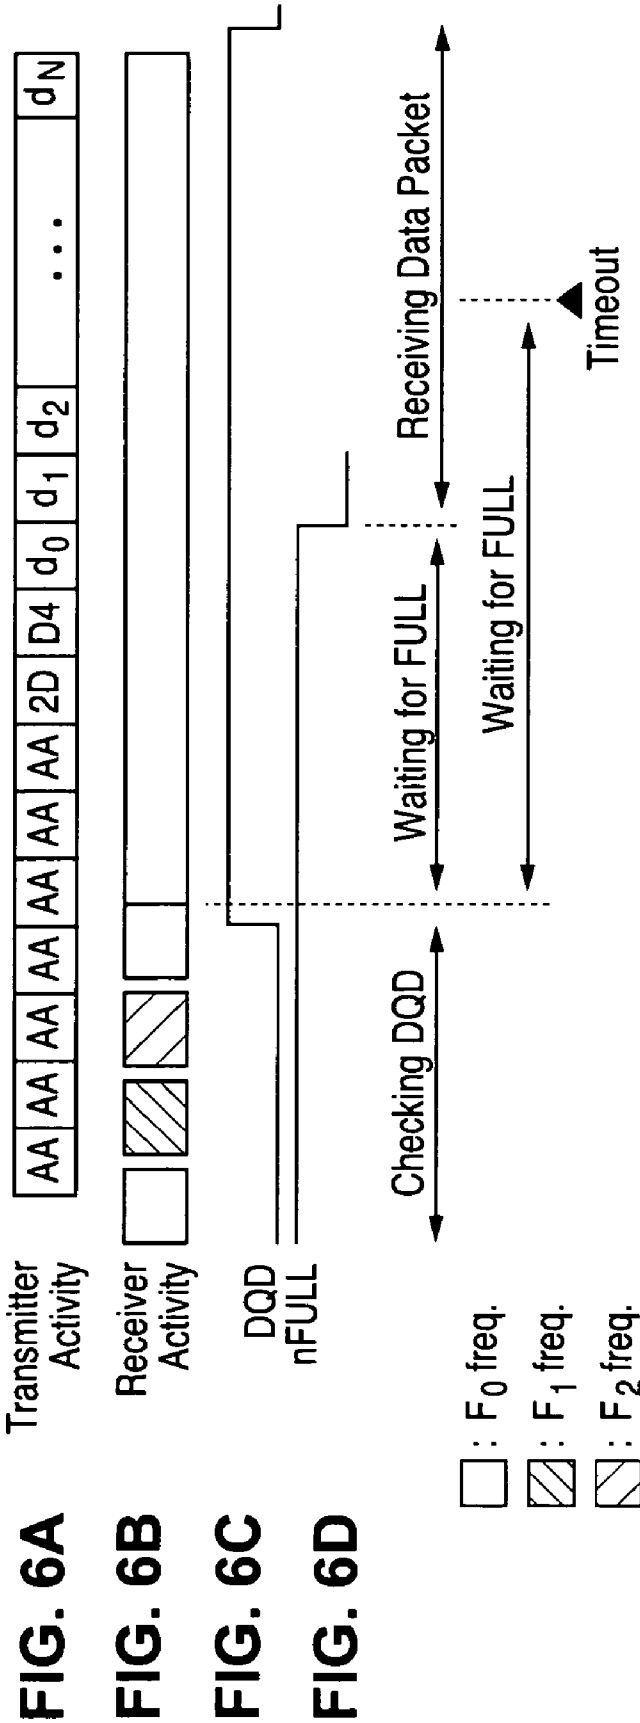 FIG. 6A
Transmitter
Activity
AA AA AA AA AA AA AA 2D D4 d0 d1 d2 ... dN
FIG. 6B
Receiver
Activity
FIG. 6C
DQD
nFULL
FIG. 6D
Checking DQD
Waiting for FULL
Receiving Data Packet
Waiting for FULL
Timeout
: F0 freq.
: F1 freq.
: F2 freq.